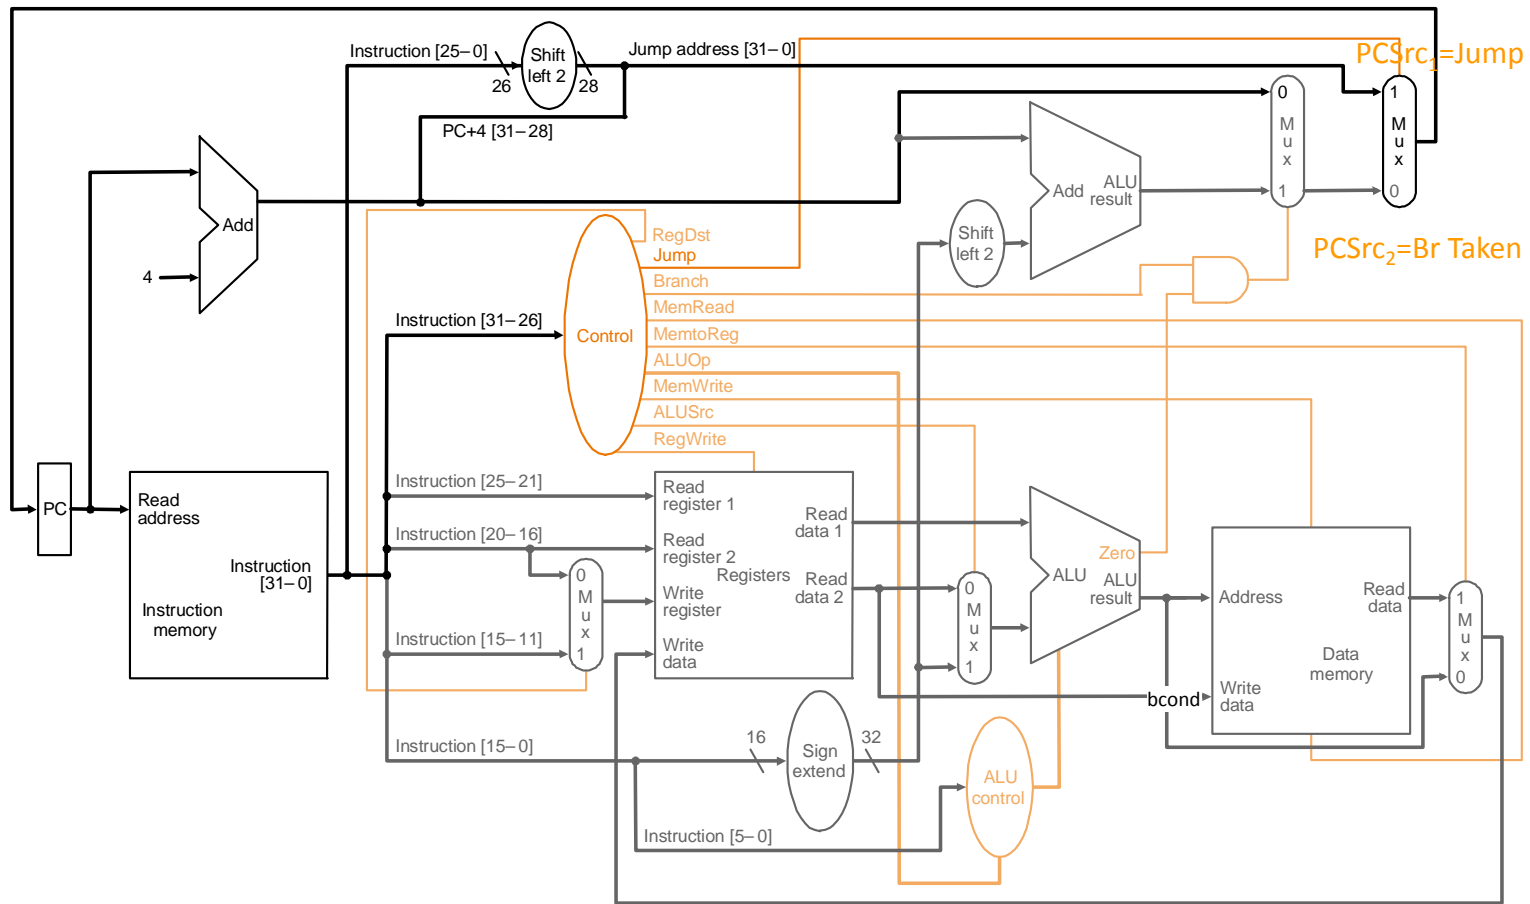 Instruction [25–0]
Shift
left 2
Jump address [31–0]
26
28
PCSrc1=Jump
PC+4 [31–28]
0
M
u
x
1
1
M
u
x
0
Add
ALU
result
Add
4
Shift
left 2
PCSrc2=Br Taken
RegDst
Jump
Branch
MemRead
MemtoReg
ALUOp
MemWrite
ALUSrc
RegWrite
Instruction [31–26]
Control
PC
Read
address
Instruction
[31–0]
Instruction
memory
Instruction [25–21]
Instruction [20–16]
Instruction [15–11]
0
M
u
x
1
Read
register 1
Read
register 2
Write
register
Write
data
Registers
Read
data 1
Read
data 2
0
M
u
x
1
Zero
ALU
ALU
result
bcond
Address
Write
data
Read
data
Data
memory
1
M
u
x
0
Instruction [15–0]
16
Sign
extend
32
ALU
control
Instruction [5–0]